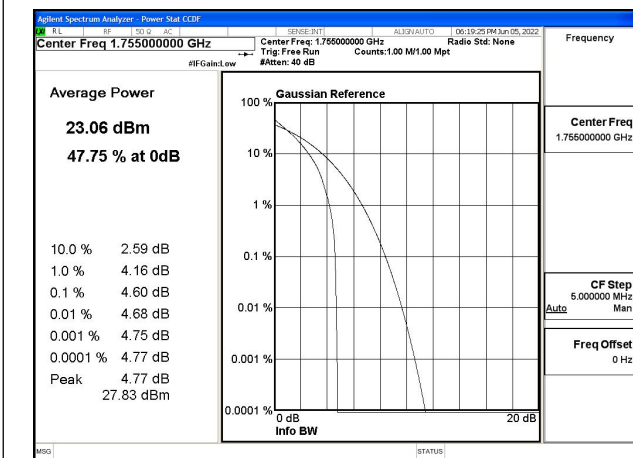 Agilent Spectrum Analyzer - Power Stat CCDF
RL RF 50 Ω AC SENSE:INT ALIGN AUTO 06:19:25 PM Jun 05, 2022
Center Freq 1.755000000 GHz
Center Freq: 1.755000000 GHz Radio Std: None
Trig: Free Run Counts:1.00 M/1.00 Mpt
#IFGain:Low #Atten: 40 dB
Frequency
Average Power
23.06 dBm
47.75 % at 0dB
10.0 % 2.59 dB
1.0 % 4.16 dB
0.1 % 4.60 dB
0.01 % 4.68 dB
0.001 % 4.75 dB
0.0001 % 4.77 dB
Peak 4.77 dB
27.83 dBm
Gaussian Reference
100 %
10 %
1 %
0.1 %
0.01 %
0.001 %
0.0001 %
0 dB 20 dB
Info BW
Center Freq
1.755000000 GHz
CF Step
5.000000 MHz
Auto Man
Freq Offset
0 Hz
MSG STATUS